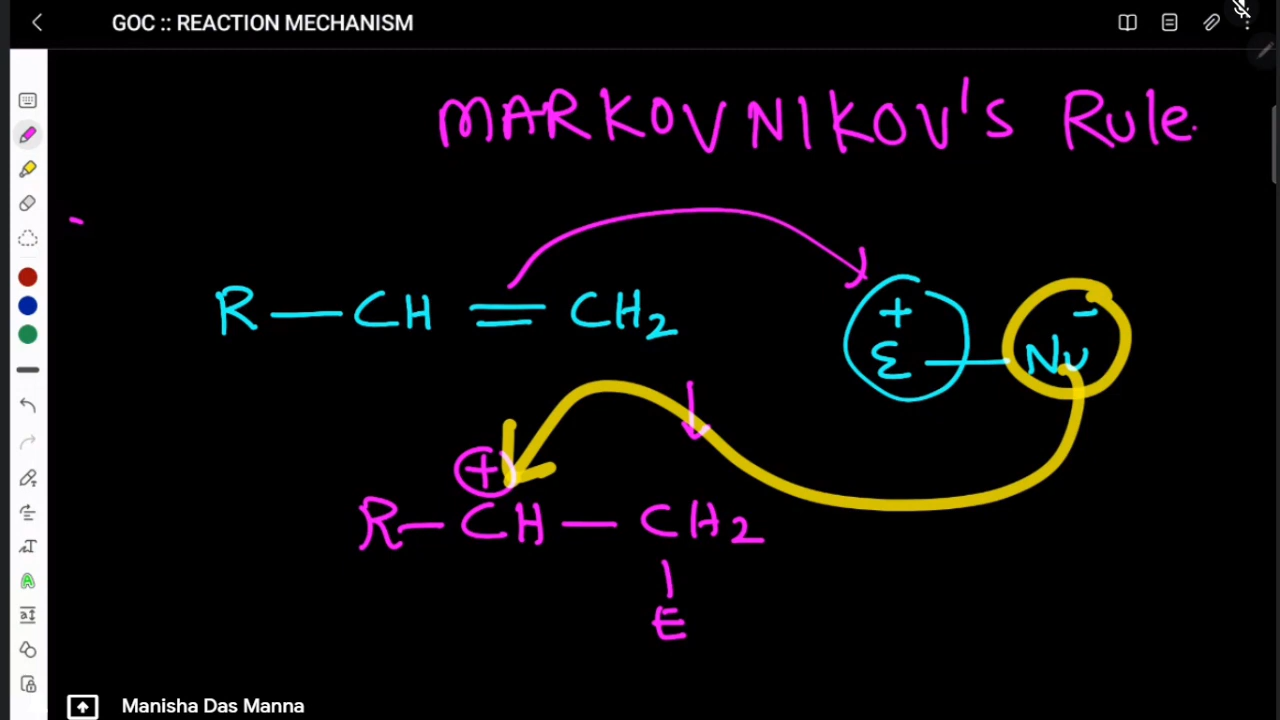 GOC :: REACTION MECHANISM
MARKOVNIKOV's Rule
R — CH = CH2
+ -
E — Nu
+
R — CH — CH2
|
E
Manisha Das Manna